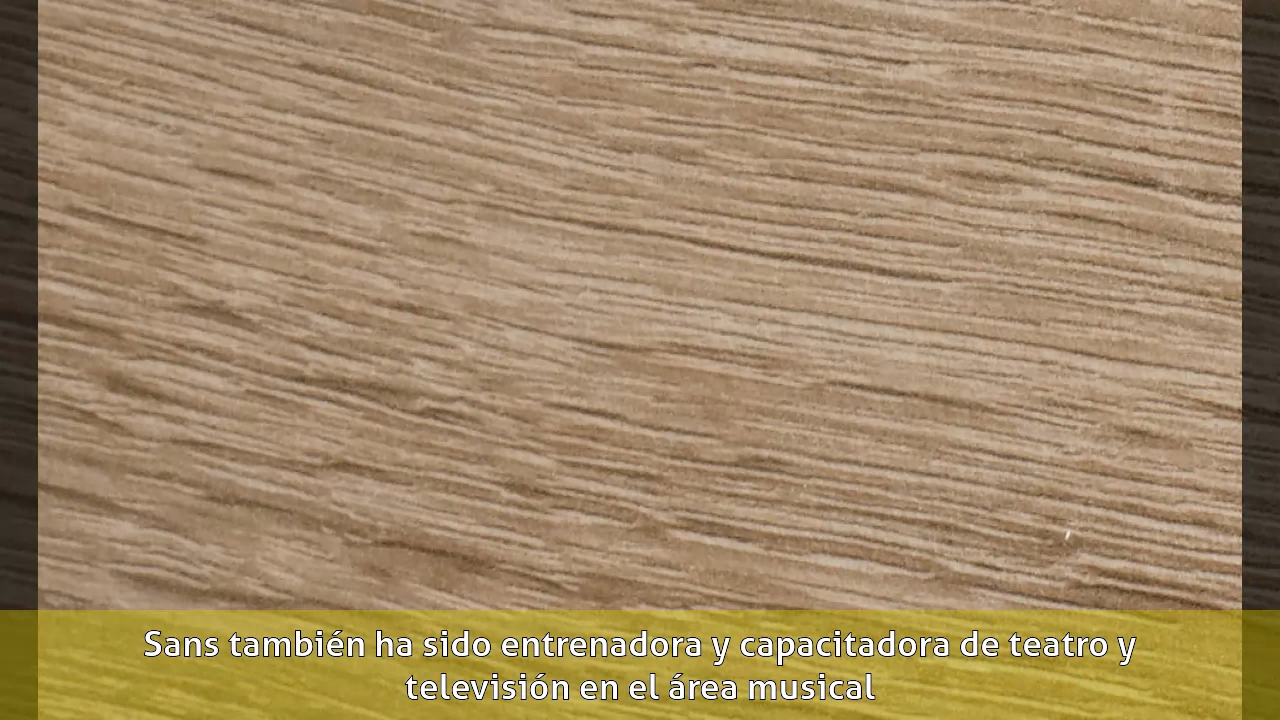 Sans también ha sido entrenadora y capacitadora de teatro y
televisión en el área musical